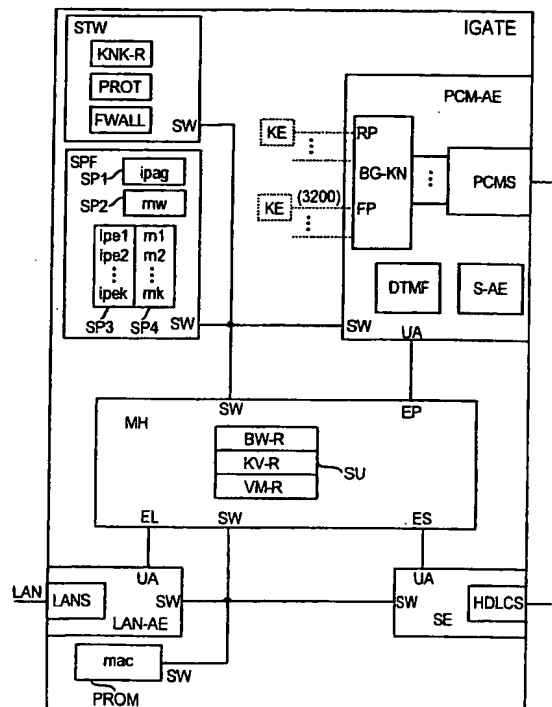 IGATE
STW
KNK-R
PROT
FWALL
SW
SPF
SP1
ipag
SP2
mw
ipe1 m1
ipe2 m2
ipek mk
SP3 SP4
SW
PCM-AE
KE
RP
BG-KN
PCMS
KE (3200)
FP
DTMF
S-AE
SW
UA
SW
EP
MH
BW-R
KV-R
VM-R
SU
EL
SW
ES
LAN
UA
LANS
SW
LAN-AE
UA
SW
HDLCS
SE
mac
SW
PROM